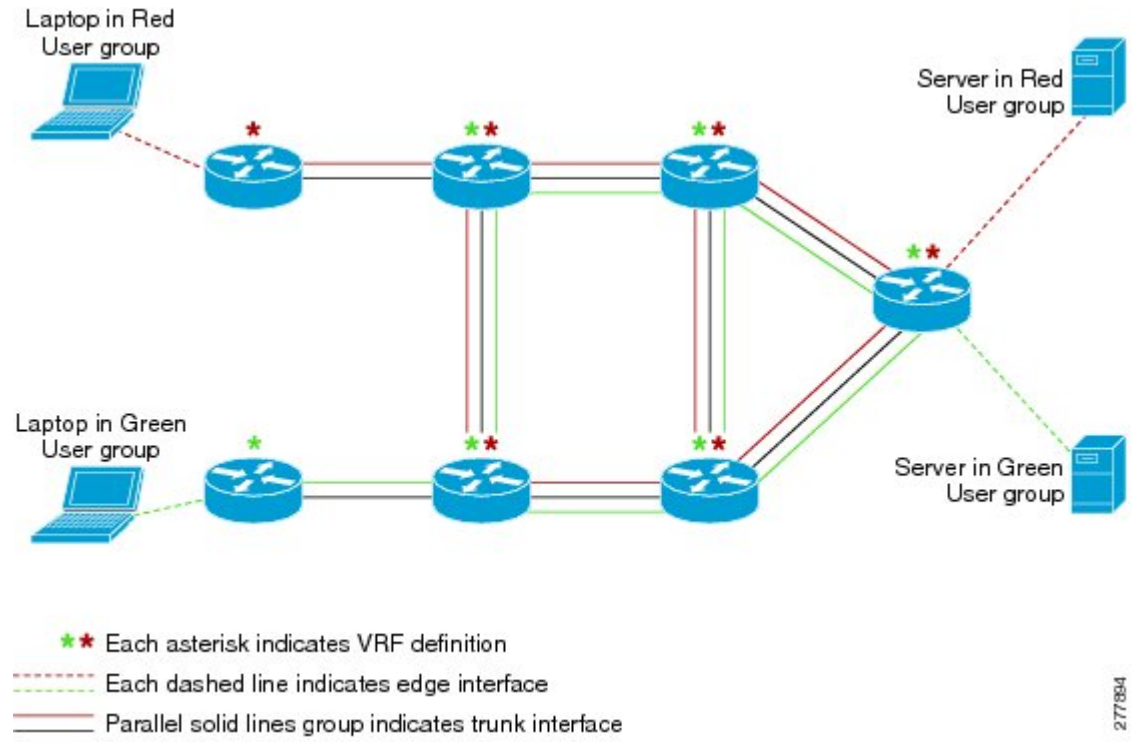 Laptop in Red
User group
Server in Red
User group
Laptop in Green
User group
Server in Green
User group
** Each asterisk indicates VRF definition
Each dashed line indicates edge interface
Parallel solid lines group indicates trunk interface
277894